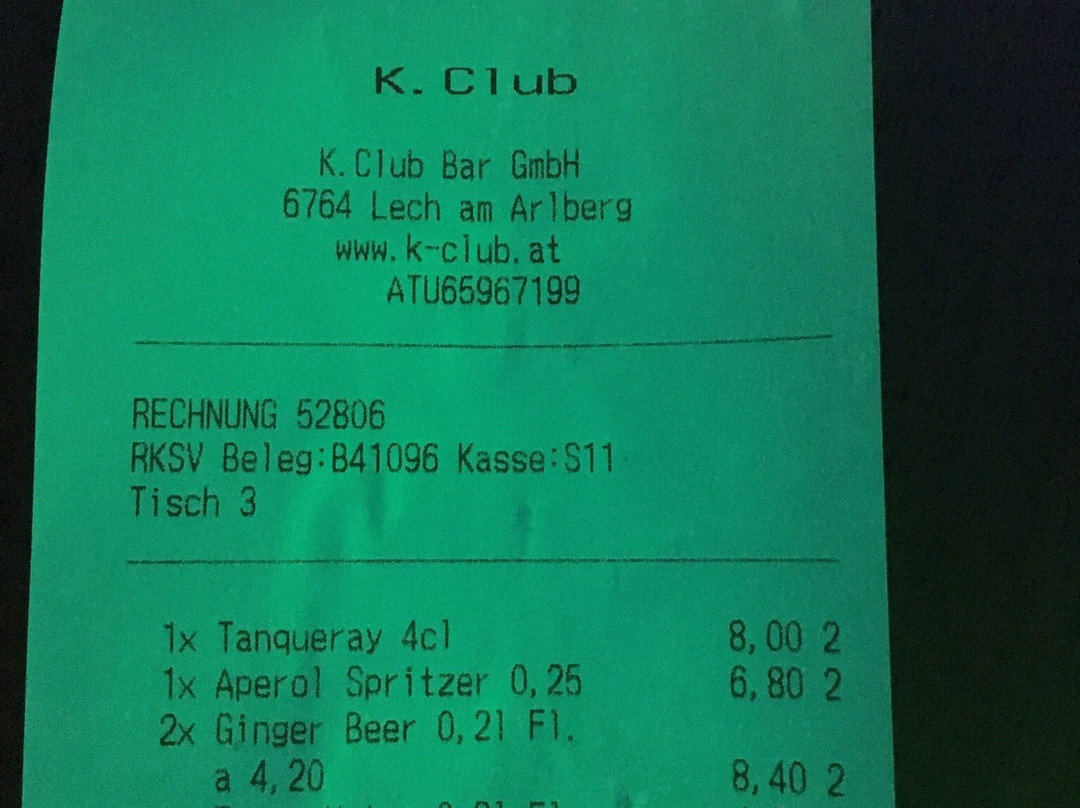 K. Club
K.Club Bar GmbH
6764 Lech am Arlberg
www.k-club.at
ATU65967199
RECHNUNG 52806
RKSV Beleg:B41096 Kasse:S11
Tisch 3
1x Tanqueray 4cl 8,00 2
1x Aperol Spritzer 0,25 6,80 2
2x Ginger Beer 0,2l Fl.
a 4,20 8,40 2